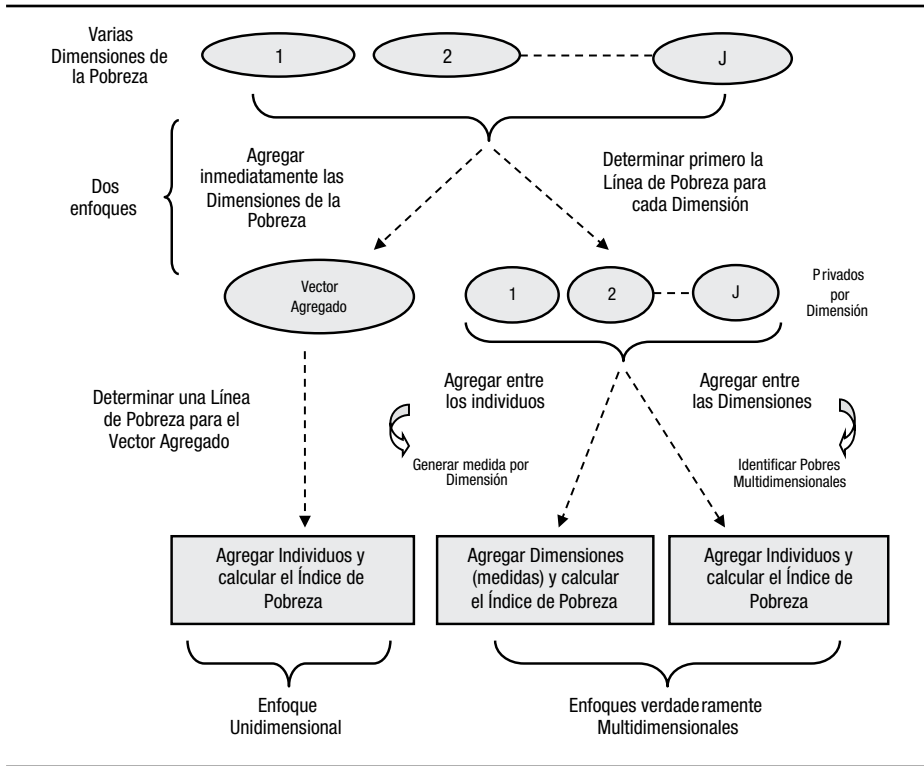 Varias
Dimensiones de
la Pobreza
1
2
J
Dos
enfoques
Agregar
inmediatamente las
Dimensiones de la
Pobreza
Determinar primero la
Línea de Pobreza para
cada Dimensión
Vector
Agregado
1
2
J
Privados
por
Dimensión
Determinar una Línea
de Pobreza para el
Vector Agregado
Agregar entre
los individuos
Generar medida por
Dimensión
Agregar entre
las Dimensiones
Identificar Pobres
Multidimensionales
Agregar Individuos y
calcular el Índice de
Pobreza
Agregar Dimensiones
(medidas) y calcular
el Índice de Pobreza
Agregar Individuos y
calcular el Índice de
Pobreza
Enfoque
Unidimensional
Enfoques verdaderamente
Multidimensionales